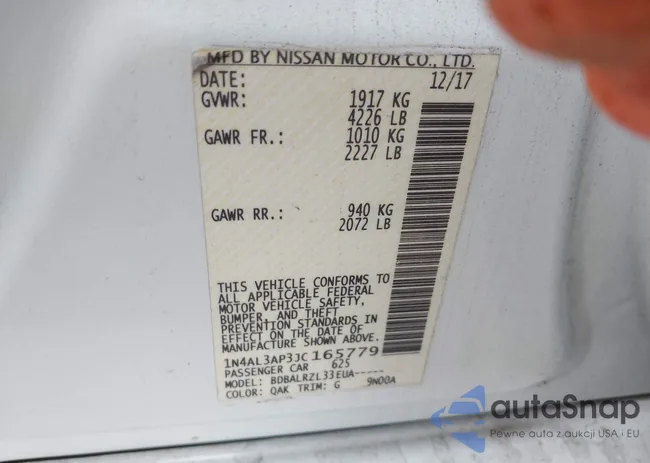 MFD BY NISSAN MOTOR CO., LTD.
DATE: 12/17
GVWR: 1917 KG
4226 LB
GAWR FR.: 1010 KG
2227 LB
GAWR RR.: 940 KG
2072 LB
THIS VEHICLE CONFORMS TO
ALL APPLICABLE FEDERAL
MOTOR VEHICLE SAFETY,
BUMPER, AND THEFT
PREVENTION STANDARDS IN
EFFECT ON THE DATE OF
MANUFACTURE SHOWN ABOVE.
1N4AL3AP3JC165779
PASSENGER CAR 625
MODEL: BDBALRZL33EUA-----
COLOR: QAK TRIM: G 9N00A
autaSnap
Pewne auta z aukcji USA i EU